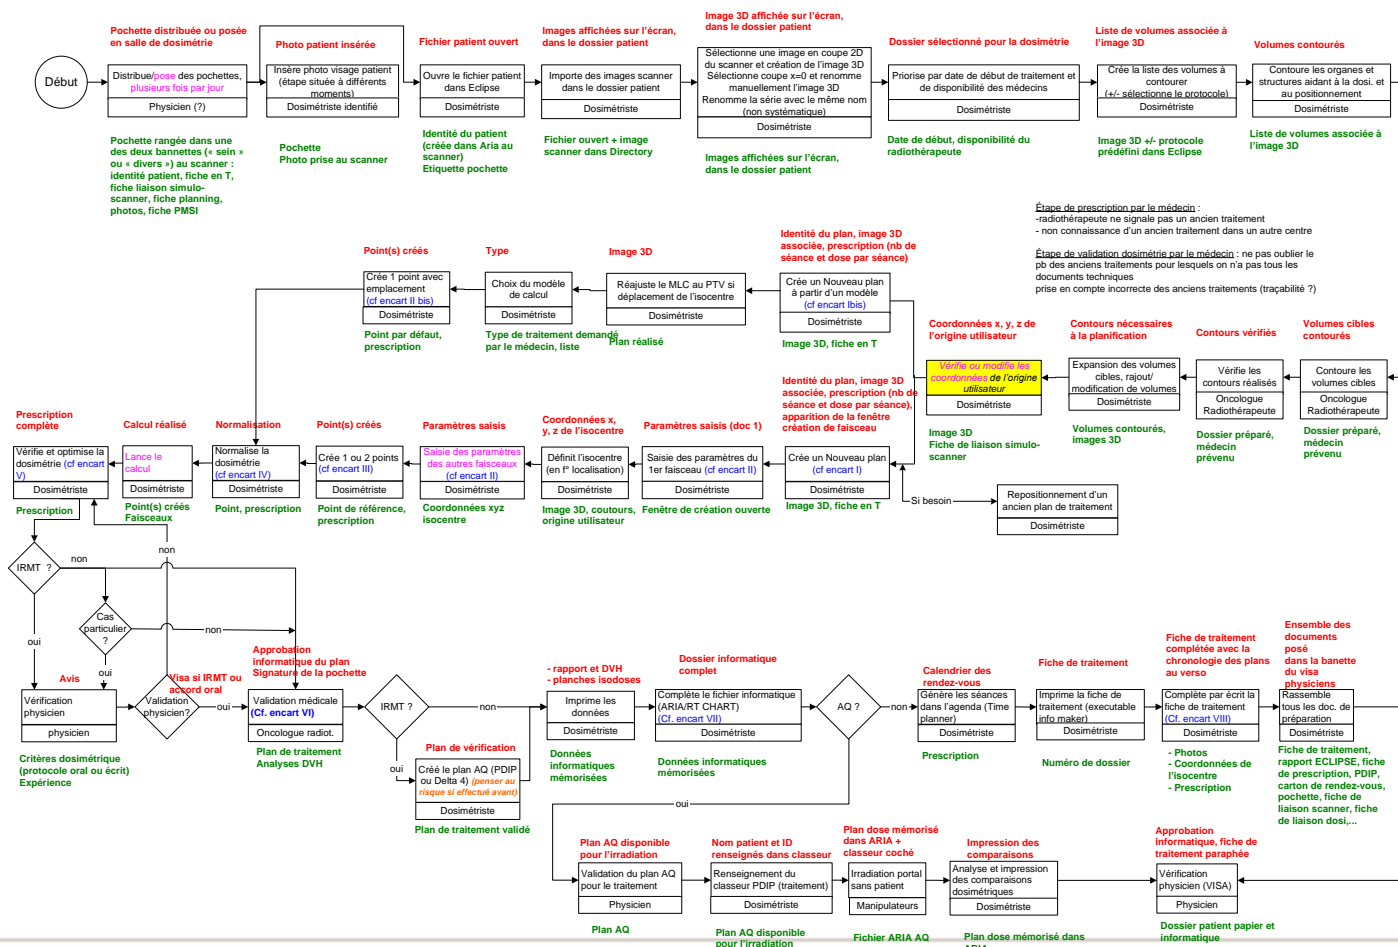 Début
Pochette distribuée ou posée
en salle de dosimétrie
Distribue/pose des pochettes,
plusieurs fois par jour
Physicien (?)
Pochette rangée dans une
des deux bannettes (« sein »
ou « divers ») au scanner :
identité patient, fiche en T,
fiche liaison simulo-
scanner, fiche planning,
photos, fiche PMSI
Photo patient insérée
Insère photo visage patient
(étape située à différents
moments)
Dosimétriste identifié
Pochette
Photo prise au scanner
Fichier patient ouvert
Ouvre le fichier patient
dans Eclipse
Dosimétriste
Identité du patient
(créée dans Aria au
scanner)
Etiquette pochette
Images affichées sur l'écran,
dans le dossier patient
Importe des images scanner
dans le dossier patient
Dosimétriste
Fichier ouvert + image
scanner dans Directory
Image 3D affichée sur l'écran,
dans le dossier patient
Sélectionne une image en coupe 2D
du scanner et création de l'image 3D
Sélectionne coupe x=0 et renomme
manuellement l'image 3D
Renomme la série avec le même nom
(non systématique)
Dosimétriste
Images affichées sur l'écran,
dans le dossier patient
Dossier sélectionné pour la dosimétrie
Priorise par date de début de traitement et
de disponibilité des médecins
Dosimétriste
Date de début, disponibilité du
radiothérapeute
Liste de volumes associée à
l'image 3D
Crée la liste des volumes à
contourer
(+/- sélectionne le protocole)
Dosimétriste
Image 3D +/- protocole
prédéfini dans Eclipse
Volumes contourés
Contoure les organes et
structures aidant à la dosi. et
au positionnement
Dosimétriste
Liste de volumes associée à
l'image 3D
Étape de prescription par le médecin :
-radiothérapeute ne signale pas un ancien traitement
- non connaissance d'un ancien traitement dans un autre centre
Étape de validation dosimétrie par le médecin : ne pas oublier le
pb des anciens traitements pour lesquels on n'a pas tous les
documents techniques
prise en compte incorrecte des anciens traitements (traçabilité ?)
Point(s) créés
Crée 1 point avec
emplacement
(cf encart II bis)
Dosimétriste
Point par défaut,
prescription
Type
Choix du modèle
de calcul
Dosimétriste
Type de traitement demandé
par le médecin, liste
Image 3D
Réajuste le MLC au PTV si
déplacement de l'isocentre
Dosimétriste
Plan réalisé
Identité du plan, image 3D
associée, prescription (nb de
séance et dose par séance)
Crée un Nouveau plan
à partir d'un modèle
(cf encart Ibis)
Dosimétriste
Image 3D, fiche en T
Coordonnées x, y, z de
l'origine utilisateur
Vérifie ou modifie les
coordonnées de l'origine
utilisateur
Dosimétriste
Image 3D
Fiche de liaison simulo-
scanner
Contours nécessaires
à la planification
Expansion des volumes
cibles, rajout/
modification de volumes
Dosimétriste
Volumes contourés,
images 3D
Contours vérifiés
Vérifie les
contours réalisés
Oncologue
Radiothérapeute
Dossier préparé,
médecin
prévenu
Volumes cibles
contourés
Contoure les
volumes cibles
Oncologue
Radiothérapeute
Dossier préparé,
médecin
prévenu
Prescription
complète
Vérifie et optimise la
dosimétrie (cf encart
V)
Dosimétriste
Prescription
Calcul réalisé
Lance le
calcul
Dosimétriste
Point(s) créés
Faisceaux
Normalisation
Normalise la
dosimétrie
(cf encart IV)
Dosimétriste
Point, prescription
Point(s) créés
Crée 1 ou 2 points
(cf encart III)
Dosimétriste
Point de référence,
prescription
Paramètres saisis
Saisie des paramètres
des autres faisceaux
(cf encart II)
Dosimétriste
Coordonnées xyz
isocentre
Coordonnées x,
y, z de l'isocentre
Définit l'isocentre
(en f° localisation)
Dosimétriste
Image 3D, coutours,
origine utilisateur
Paramètres saisis (doc 1)
Saisie des paramètres du
1er faisceau (cf encart II)
Dosimétriste
Fenêtre de création ouverte
Identité du plan, image 3D
associée, prescription (nb de
séance et dose par séance),
apparition de la fenêtre
création de faisceau
Crée un Nouveau plan
(cf encart I)
Dosimétriste
Image 3D, fiche en T
Si besoin
Repositionnement d'un
ancien plan de traitement
Dosimétriste
IRMT ?
non
non
Cas
particulier
?
non
oui
oui
Avis
Vérification
physicien
physicien
Critères dosimétrique
(protocole oral ou écrit)
Expérience
Visa si IRMT ou
accord oral
Validation
physicien?
oui
Approbation
informatique du plan
Signature de la pochette
Validation médicale
(Cf. encart VI)
Oncologue radiot.
Plan de traitement
Analyses DVH
IRMT ?
non
oui
Plan de vérification
Créé le plan AQ (PDIP
ou Delta 4) (penser au
risque si effectué avant)
Dosimétriste
Plan de traitement validé
- rapport et DVH
- planches isodoses
Imprime les
données
Dosimétriste
Données
informatiques
mémorisées
Dossier informatique
complet
Complète le fichier informatique
(ARIA/RT CHART)
(Cf. encart VII)
Dosimétriste
Données informatiques
mémorisées
AQ ?
non
oui
Calendrier des
rendez-vous
Génère les séances
dans l'agenda (Time
planner)
Dosimétriste
Prescription
Fiche de traitement
Imprime la fiche de
traitement (executable
info maker)
Dosimétriste
Numéro de dossier
Fiche de traitement
complétée avec la
chronologie des plans
au verso
Complète par écrit la
fiche de traitement
(Cf. encart VIII)
Dosimétriste
- Photos
- Coordonnées de
l'isocentre
- Prescription
Ensemble des
documents
posé
dans la banette
du visa
physiciens
Rassemble
tous les doc. de
préparation
Dosimétriste
Fiche de traitement,
rapport ECLIPSE, fiche
de prescription, PDIP,
carton de rendez-vous,
pochette, fiche de
liaison scanner, fiche
de liaison dosi,...
Plan AQ disponible
pour l'irradiation
Validation du plan AQ
pour le traitement
Physicien
Plan AQ
Nom patient et ID
renseignés dans classeur
Renseignement du
classeur PDIP (traitement)
Dosimétriste
Plan AQ disponible
pour l'irradiation
Plan dose mémorisé
dans ARIA +
classeur coché
Irradiation portal
sans patient
Manipulateurs
Fichier ARIA AQ
Impression des
comparaisons
Analyse et impression
des comparaisons
dosimétriques
Dosimétriste
Plan dose mémorisé dans
Approbation
informatique, fiche de
traitement paraphée
Vérification
physicien (VISA)
Physicien
Dossier patient papier et
informatique